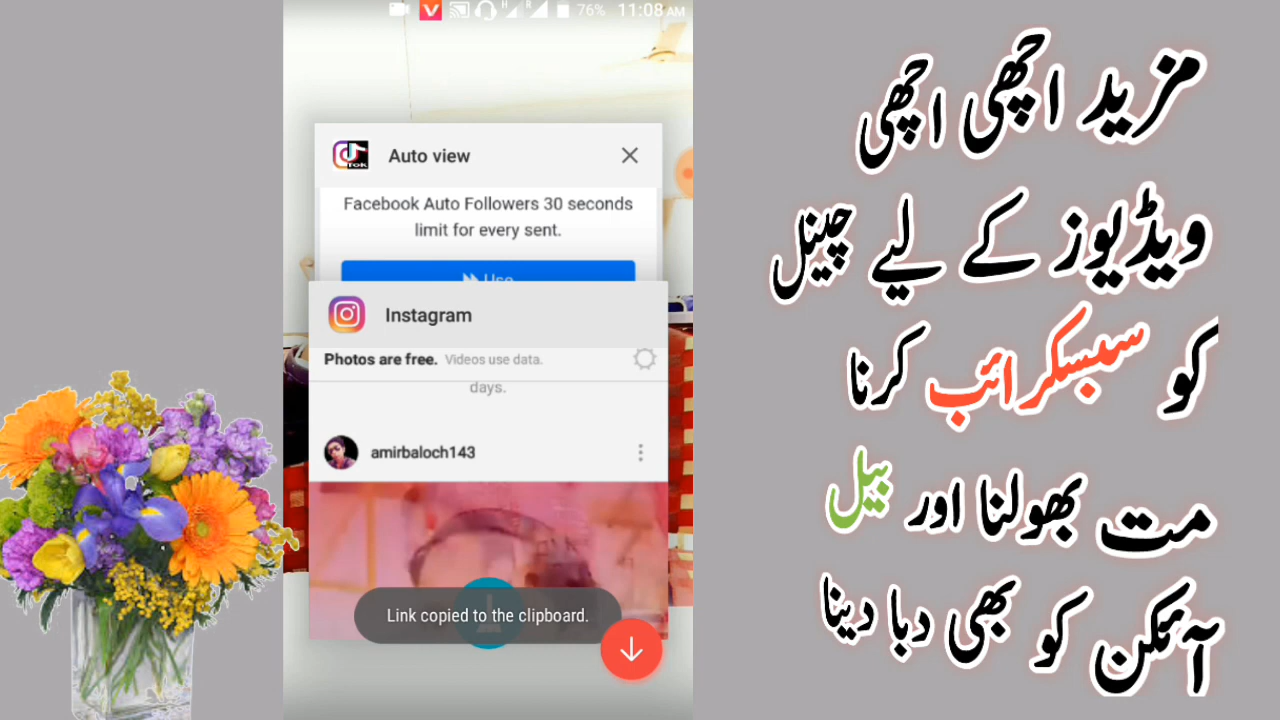 H R 76% 11:08 AM
Auto view
Facebook Auto Followers 30 seconds
limit for every sent.
Use
Instagram
Photos are free. Videos use data.
days.
amirbaloch143
Link copied to the clipboard.
مزید اچھی اچھی
ویڈیوز کے لیے چینل
کو سبسکرائب کرنا
مت بھولنا اور بیل
آئکن کو بھی دبا دینا